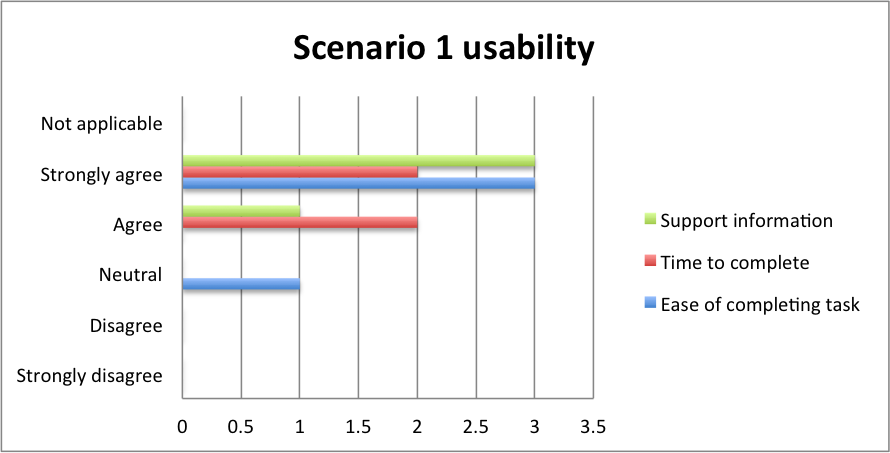 Scenario 1 usability
Not applicable
Strongly agree
Agree
Neutral
Disagree
Strongly disagree
0 0.5 1 1.5 2 2.5 3 3.5
Support information
Time to complete
Ease of completing task